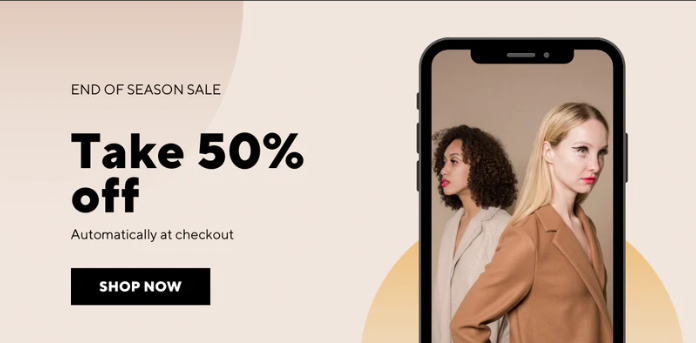 END OF SEASON SALE
Take 50%
off
Automatically at checkout
SHOP NOW